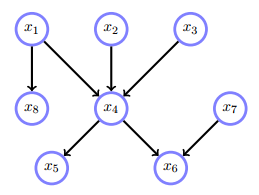 x₁ x₂ x₃
x₈ x₄ x₇
x₅ x₆